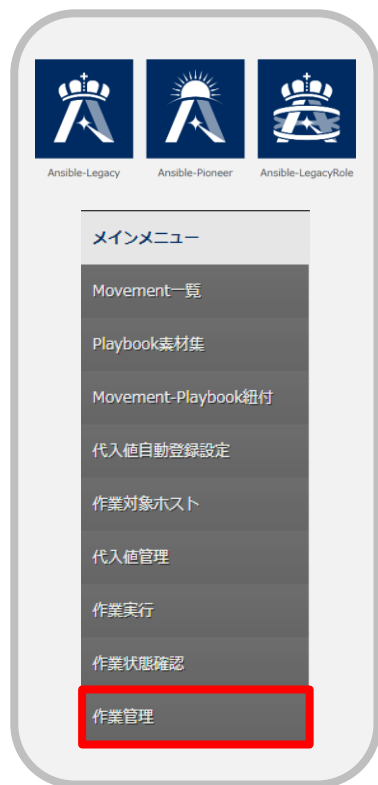 Ansible-Legacy
Ansible-Pioneer
Ansible-LegacyRole
メインメニュー
Movement一覧
Playbook素材集
Movement-Playbook紐付
代入値自動登録設定
作業対象ホスト
代入値管理
作業実行
作業状態確認
作業管理